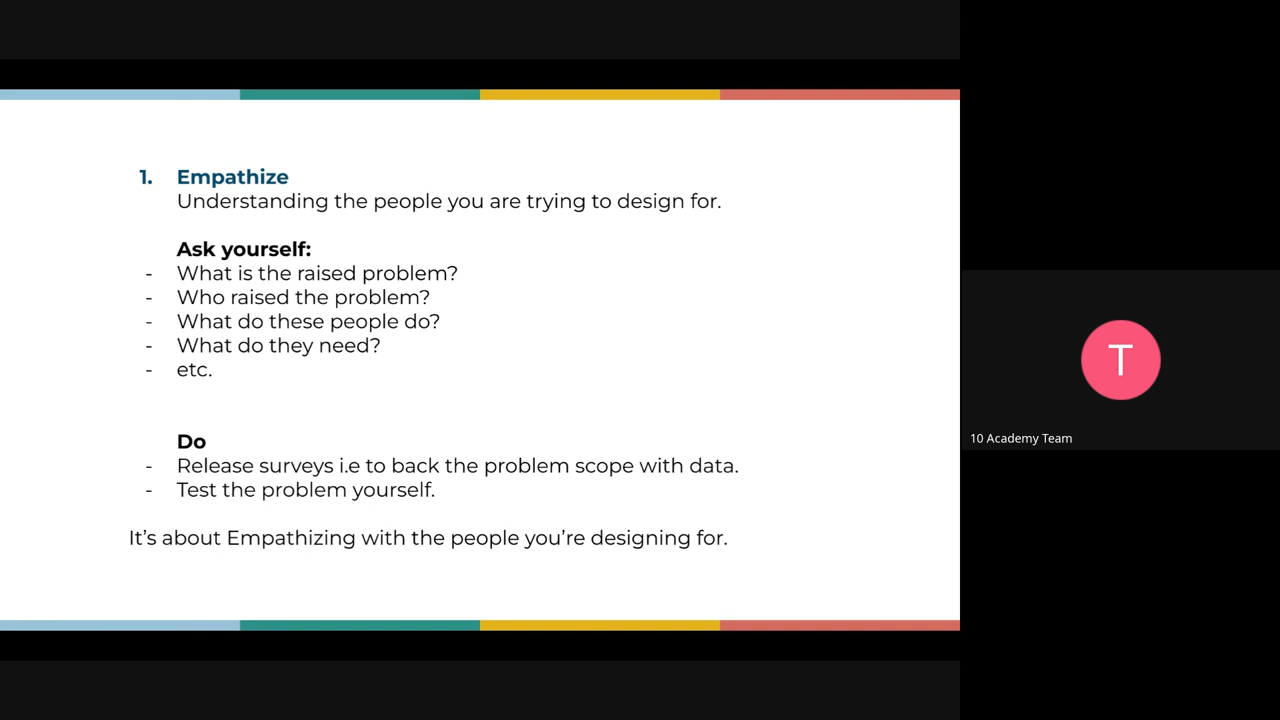 1. Empathize
Understanding the people you are trying to design for.
Ask yourself:
- What is the raised problem?
- Who raised the problem?
- What do these people do?
- What do they need?
- etc.
Do
- Release surveys i.e to back the problem scope with data.
- Test the problem yourself.
It’s about Empathizing with the people you’re designing for.
T
10 Academy Team